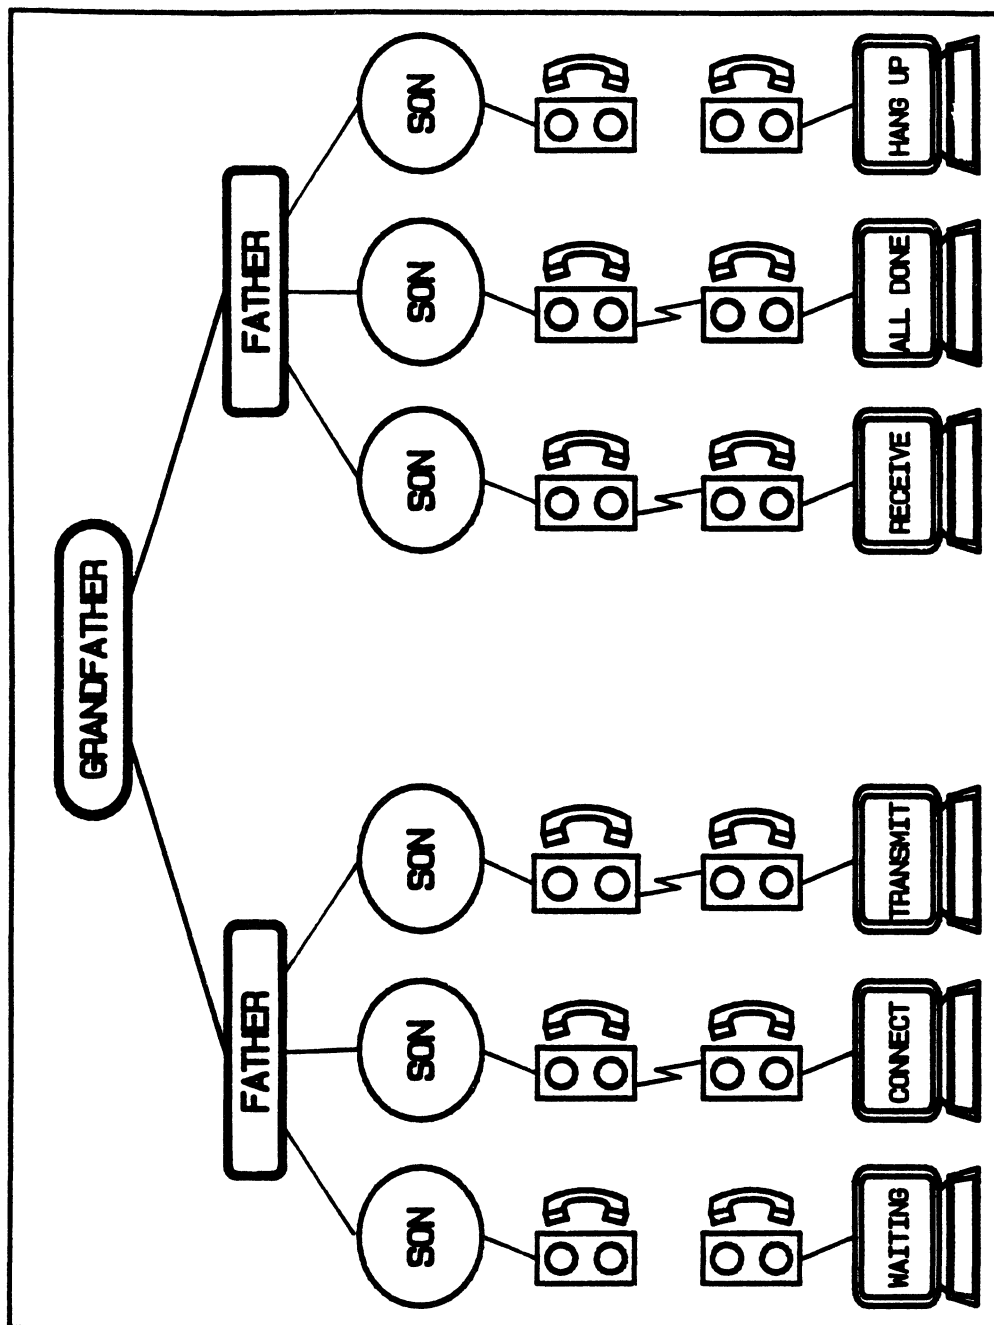 GRANDFATHER
FATHER
FATHER
SON
SON
SON
SON
SON
SON
WAITING
CONNECT
TRANSMIT
RECEIVE
ALL DONE
HANG UP